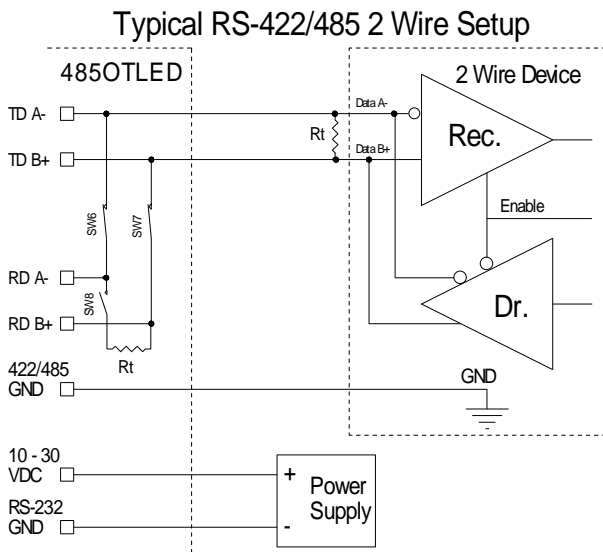 Typical RS-422/485 2 Wire Setup
485OTLED
2 Wire Device
TD A-
Data A-
Rt
Rec.
TD B+
Data B+
SW6
SW7
Enable
RD A-
SW8
Dr.
RD B+
Rt
422/485
GND
GND
10 - 30
VDC
+
Power
Supply
RS-232
GND
-